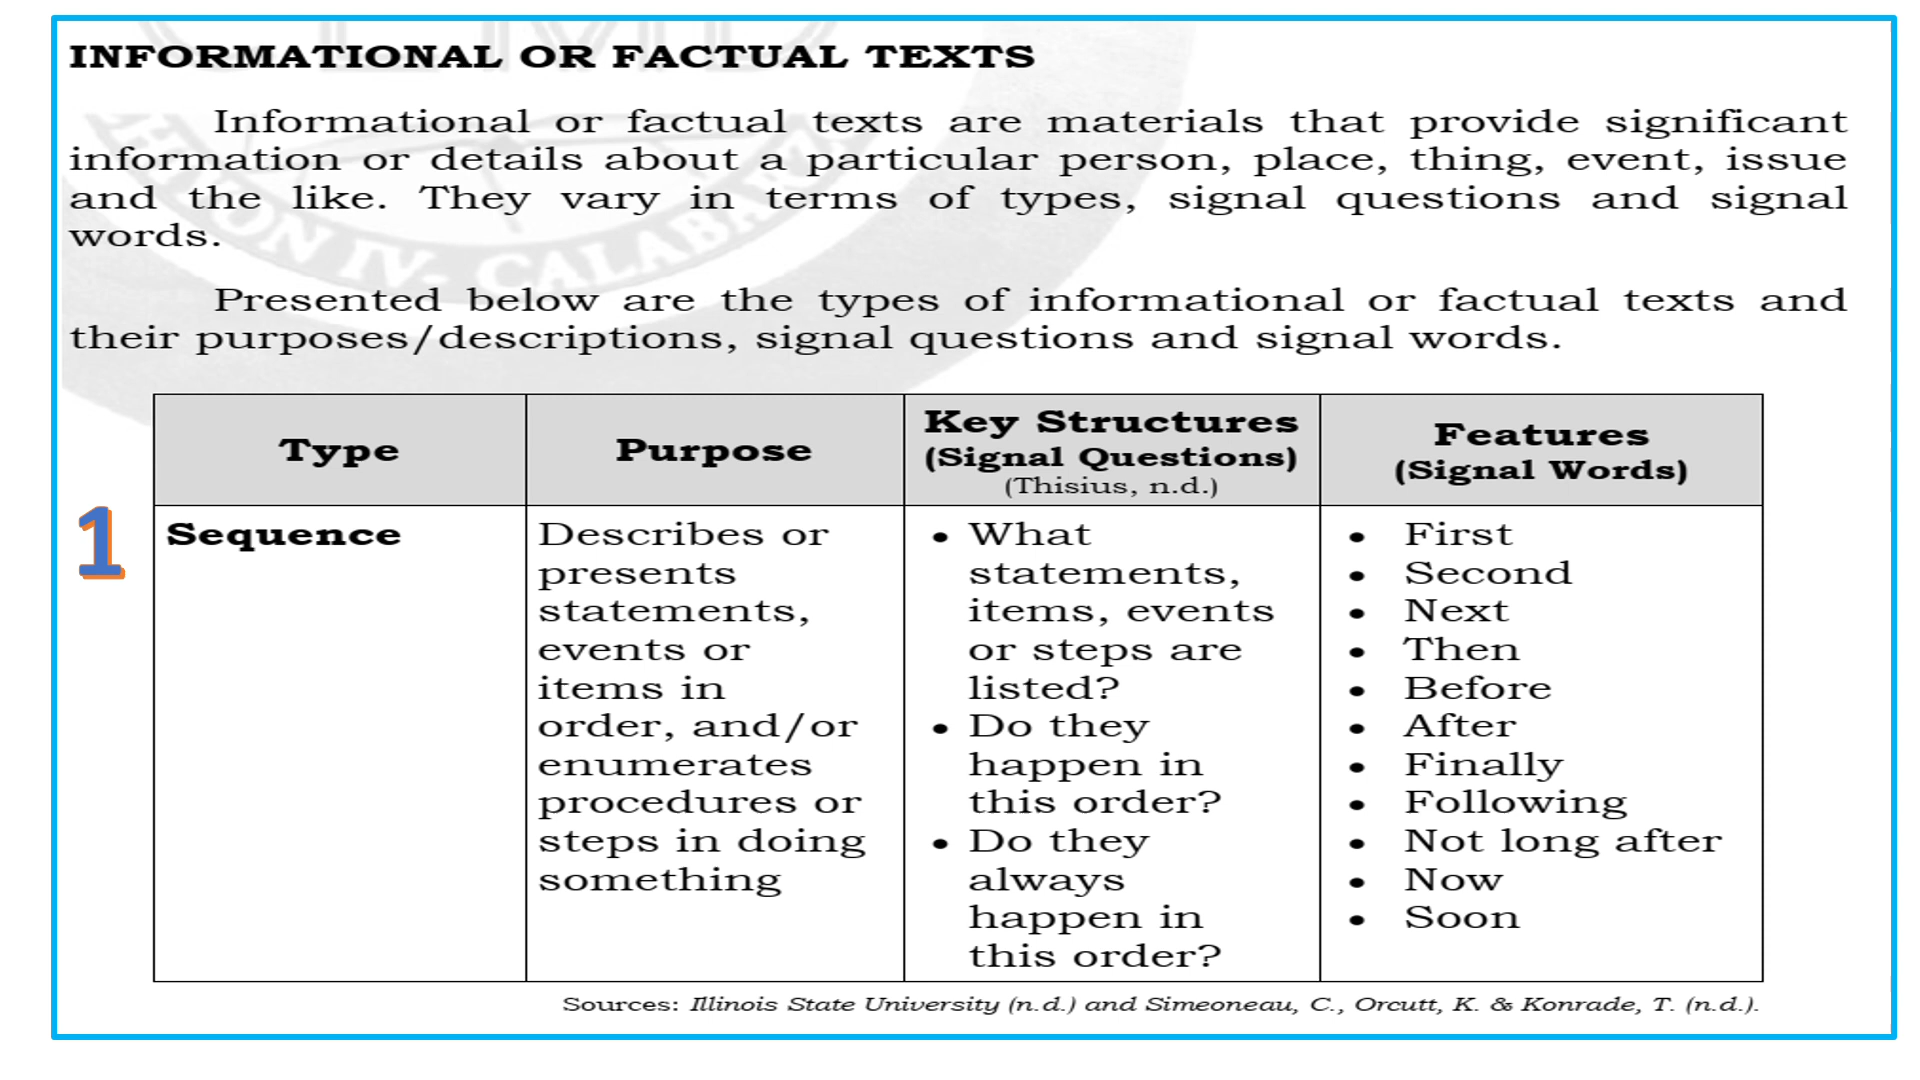 INFORMATIONAL OR FACTUAL TEXTS
Informational or factual texts are materials that provide significant
information or details about a particular person, place, thing, event, issue
and the like. They vary in terms of types, signal questions and signal
words.
Presented below are the types of informational or factual texts and
their purposes/descriptions, signal questions and signal words.
Type
Purpose
Key Structures
(Signal Questions)
(Thisius, n.d.)
Features
(Signal Words)
1
Sequence
Describes or
presents
statements,
events or
items in
order, and/or
enumerates
procedures or
steps in doing
something
• What
statements,
items, events
or steps are
listed?
• Do they
happen in
this order?
• Do they
always
happen in
this order?
• First
• Second
• Next
• Then
• Before
• After
• Finally
• Following
• Not long after
• Now
• Soon
Sources: Illinois State University (n.d.) and Simeoneau, C., Orcutt, K. & Konrade, T. (n.d.).
IV- CALABAR